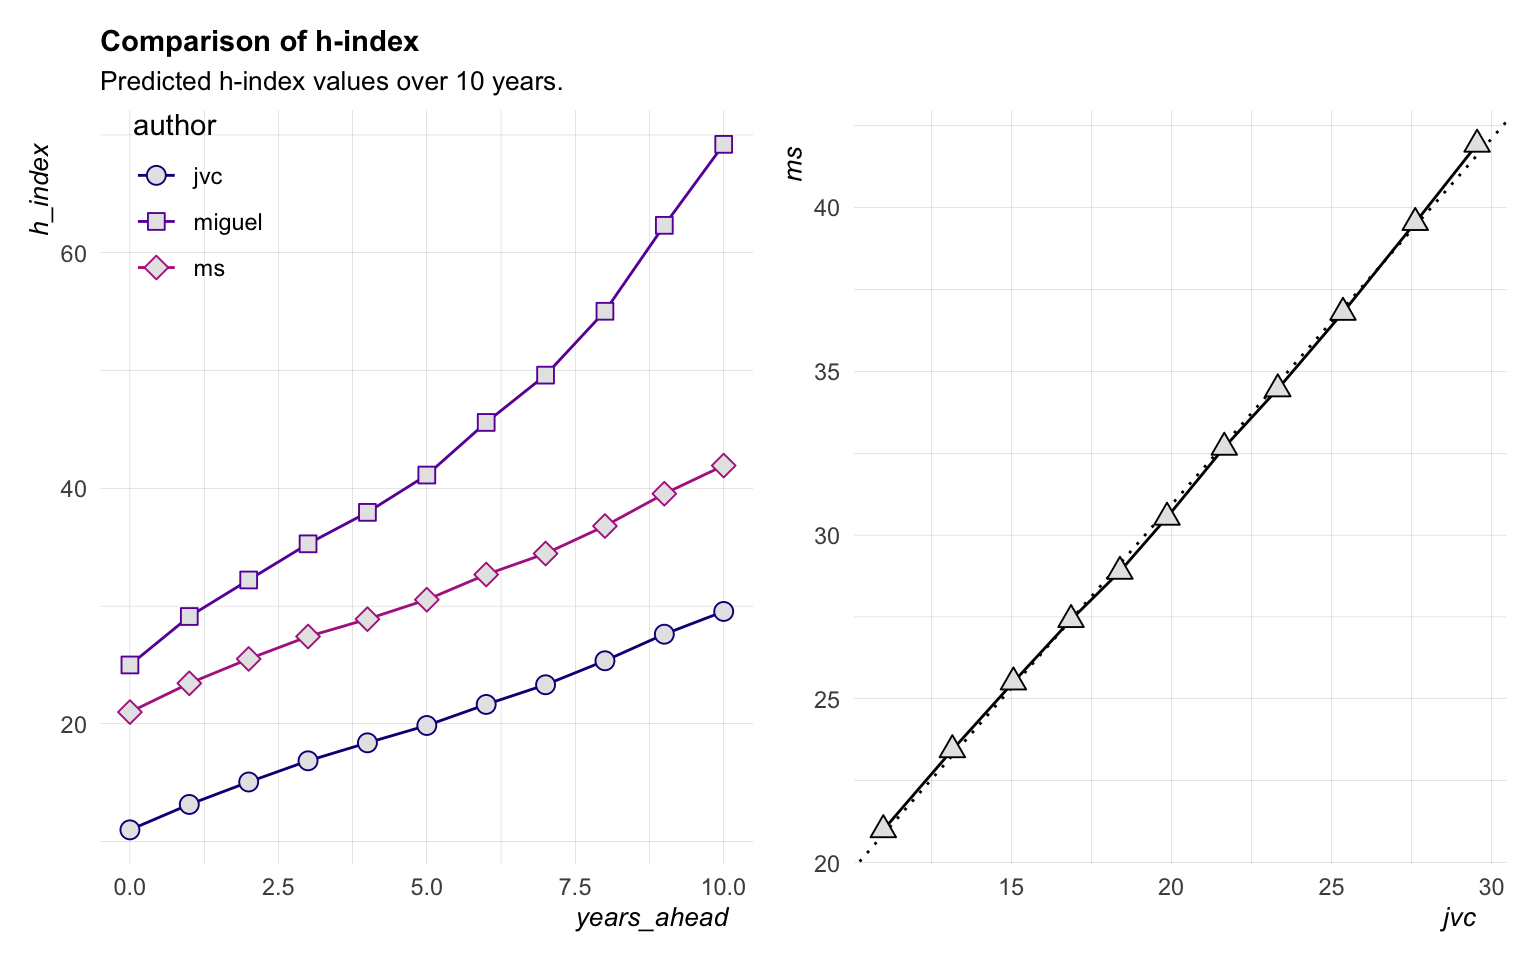 Comparison of h-index
Predicted h-index values over 10 years.
h_index
author
jvc
miguel
ms
60
40
20
0.0 2.5 5.0 7.5 10.0
years_ahead
ms
40
35
30
25
20
15 20 25 30
jvc